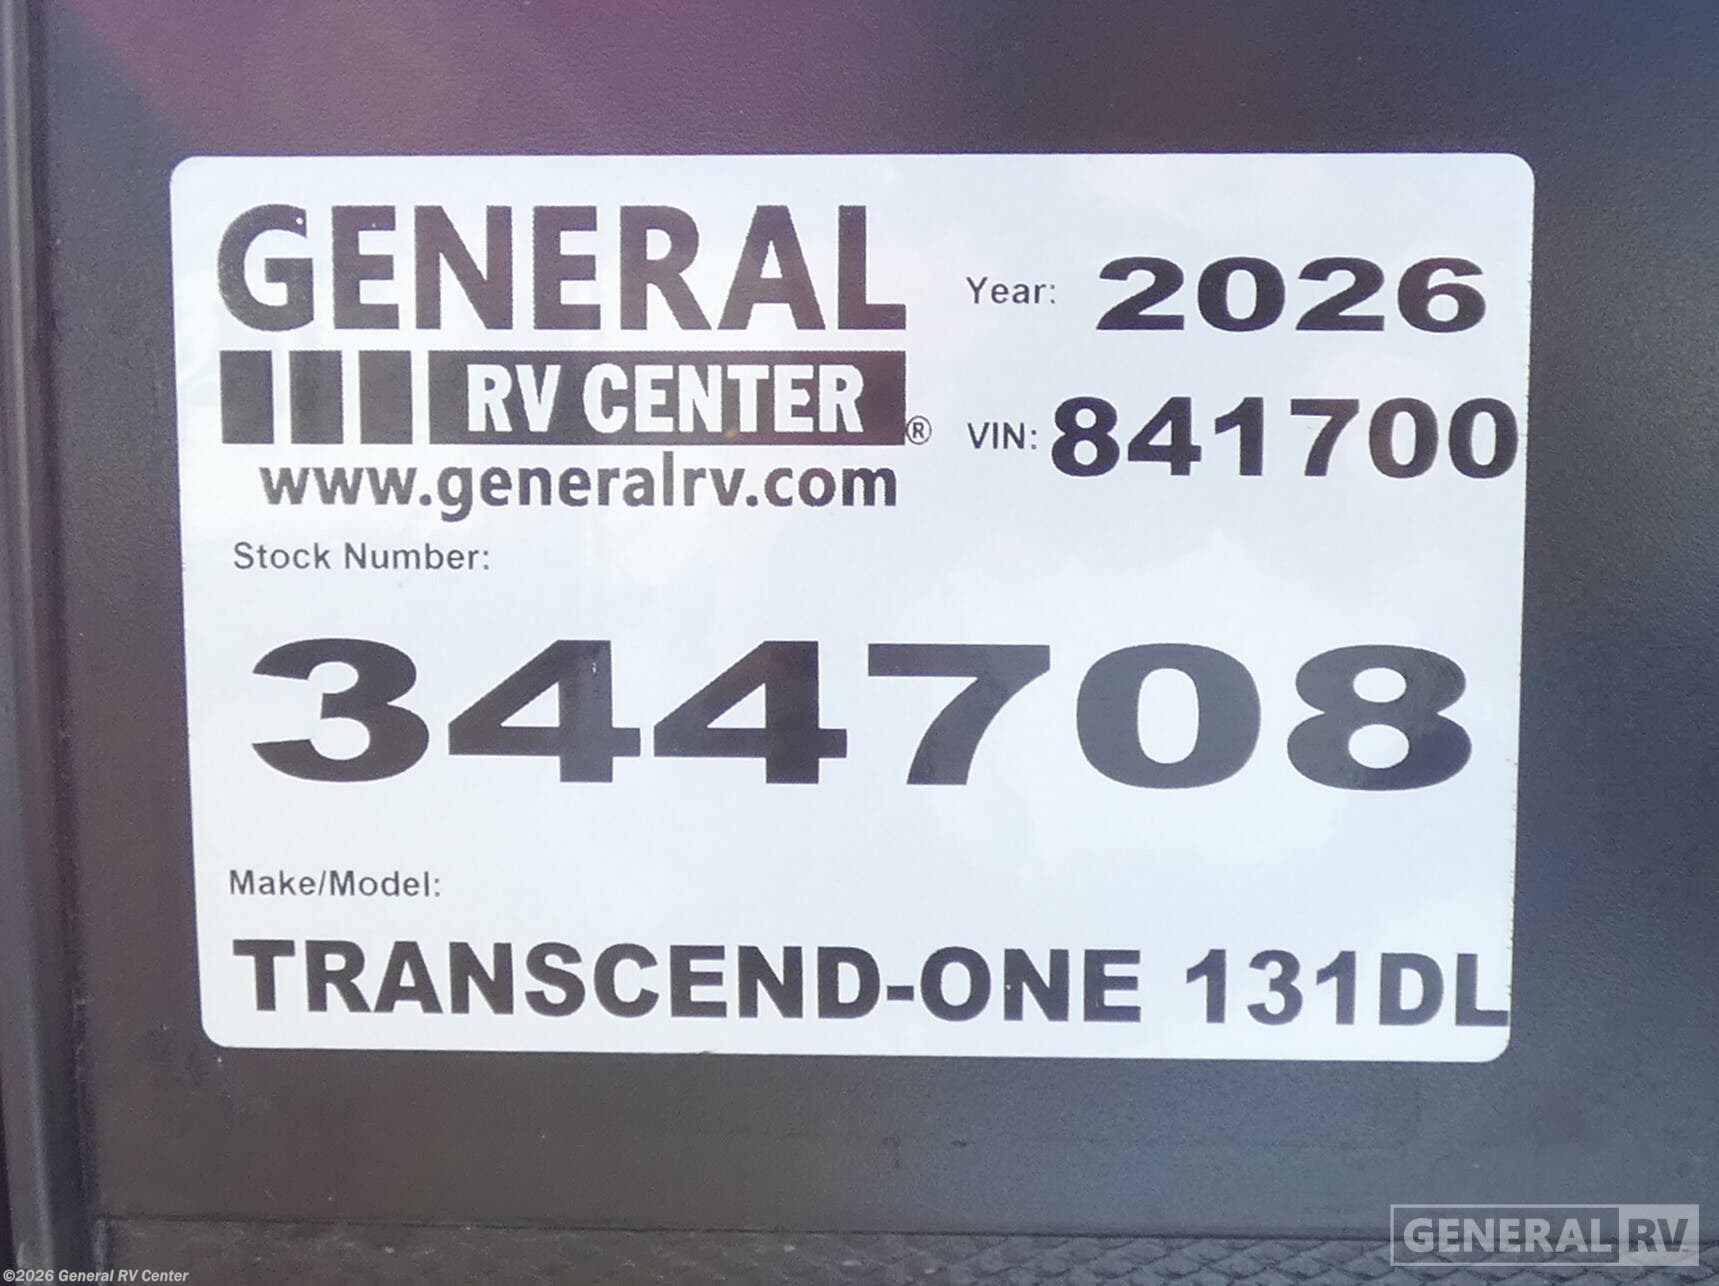 GENERAL
RV CENTER®
www.generalrv.com
Year: 2026
VIN: 841700
Stock Number:
344708
Make/Model:
TRANSCEND-ONE 131DL
GENERAL RV
©2026 General RV Center